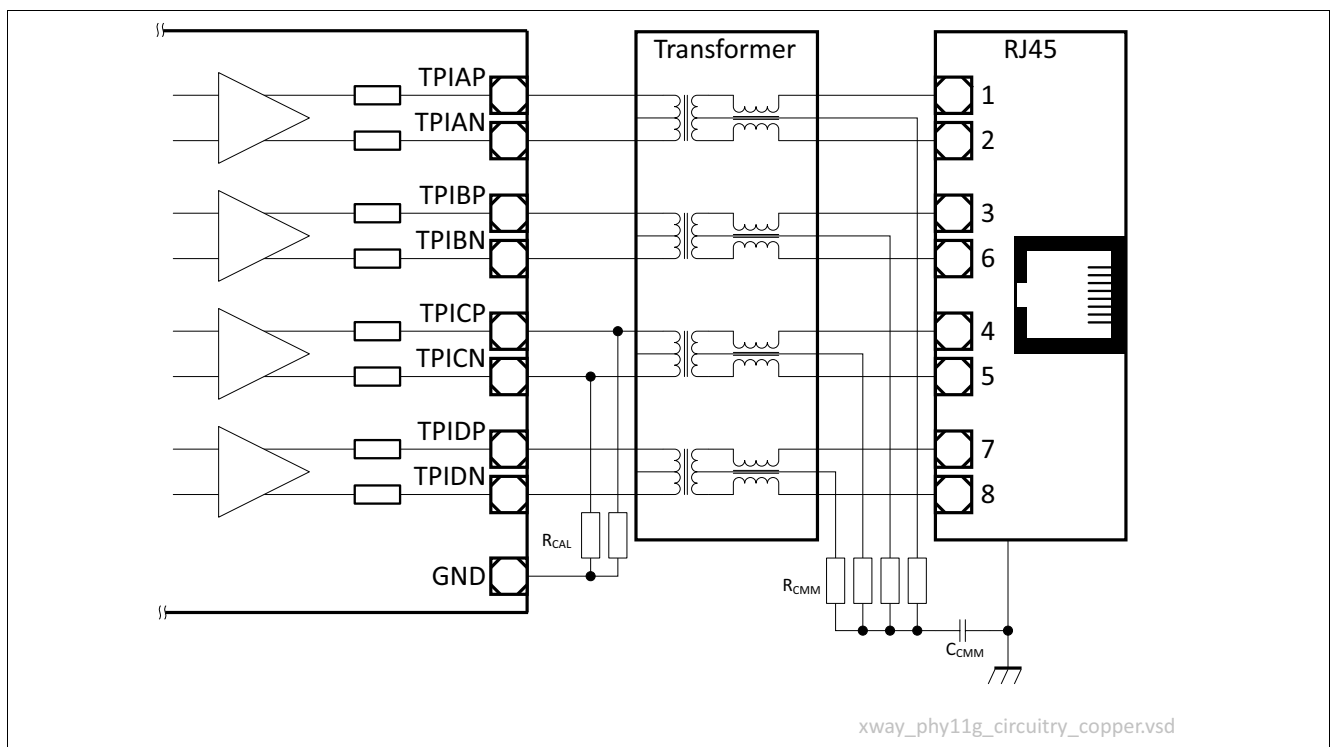 Transformer
RJ45
TPIAP
TPIAN
TPIBP
TPIBN
TPICP
TPICN
TPIDP
TPIDN
GND
RCAL
RCMM
CCMM
1
2
3
6
4
5
7
8
xway_phy11g_circuitry_copper.vsd